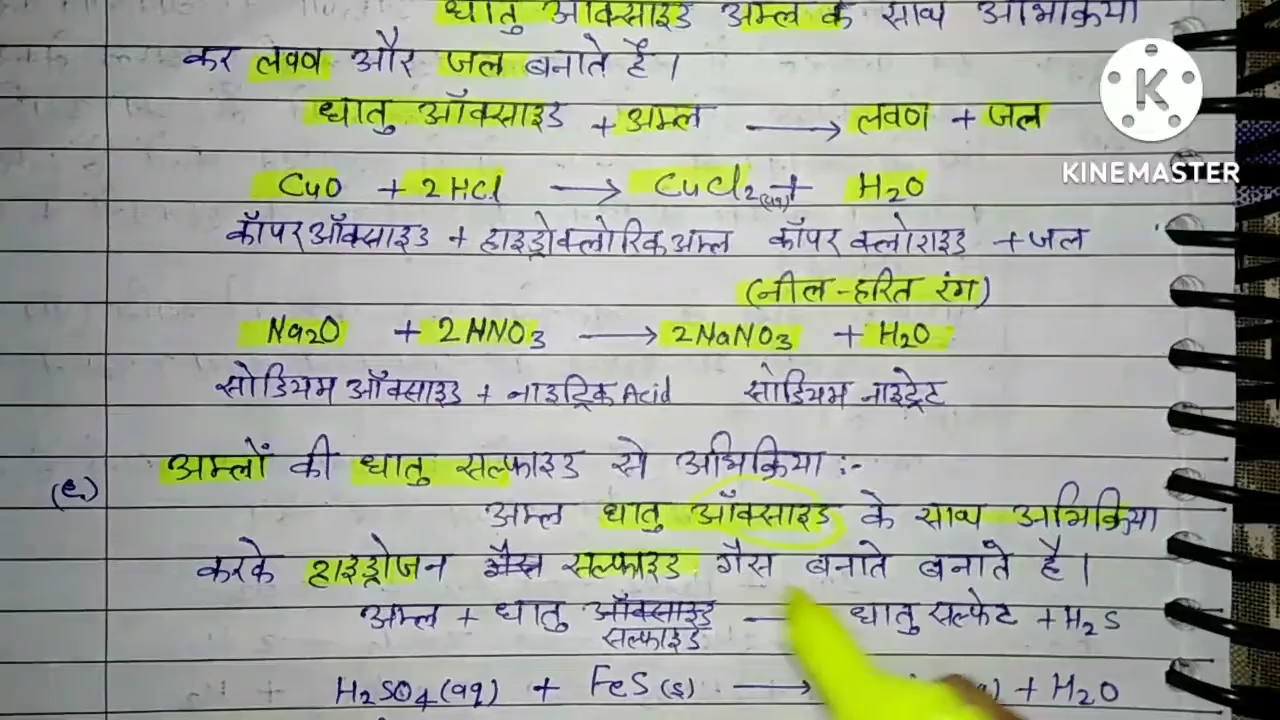 धातु ऑक्साइड अम्ल के साथ अभिक्रिया
कर लवण और जल बनाते हैं।
धातु ऑक्साइड + अम्ल ⟶ लवण + जल
CuO + 2HCl ⟶ CuCl2(aq) + H2O
कॉपर ऑक्साइड + हाइड्रोक्लोरिक अम्ल कॉपर क्लोराइड + जल
(नील-हरित रंग)
Na2O + 2HNO3 ⟶ 2NaNO3 + H2O
सोडियम ऑक्साइड + नाइट्रिक Acid सोडियम नाइट्रेट
(९.) अम्लों की धातु सल्फाइड से अभिक्रिया :-
अम्ल धातु ऑक्साइड के साथ अभिक्रिया
करके हाइड्रोजन सल्फाइड गैस बनाते बनाते है।
अम्ल + धातु ऑक्साइड ⟶ धातु सल्फेट + H2S
सल्फाइड
H2SO4(aq) + FeS(s) ⟶ + H2O
K
KINEMASTER